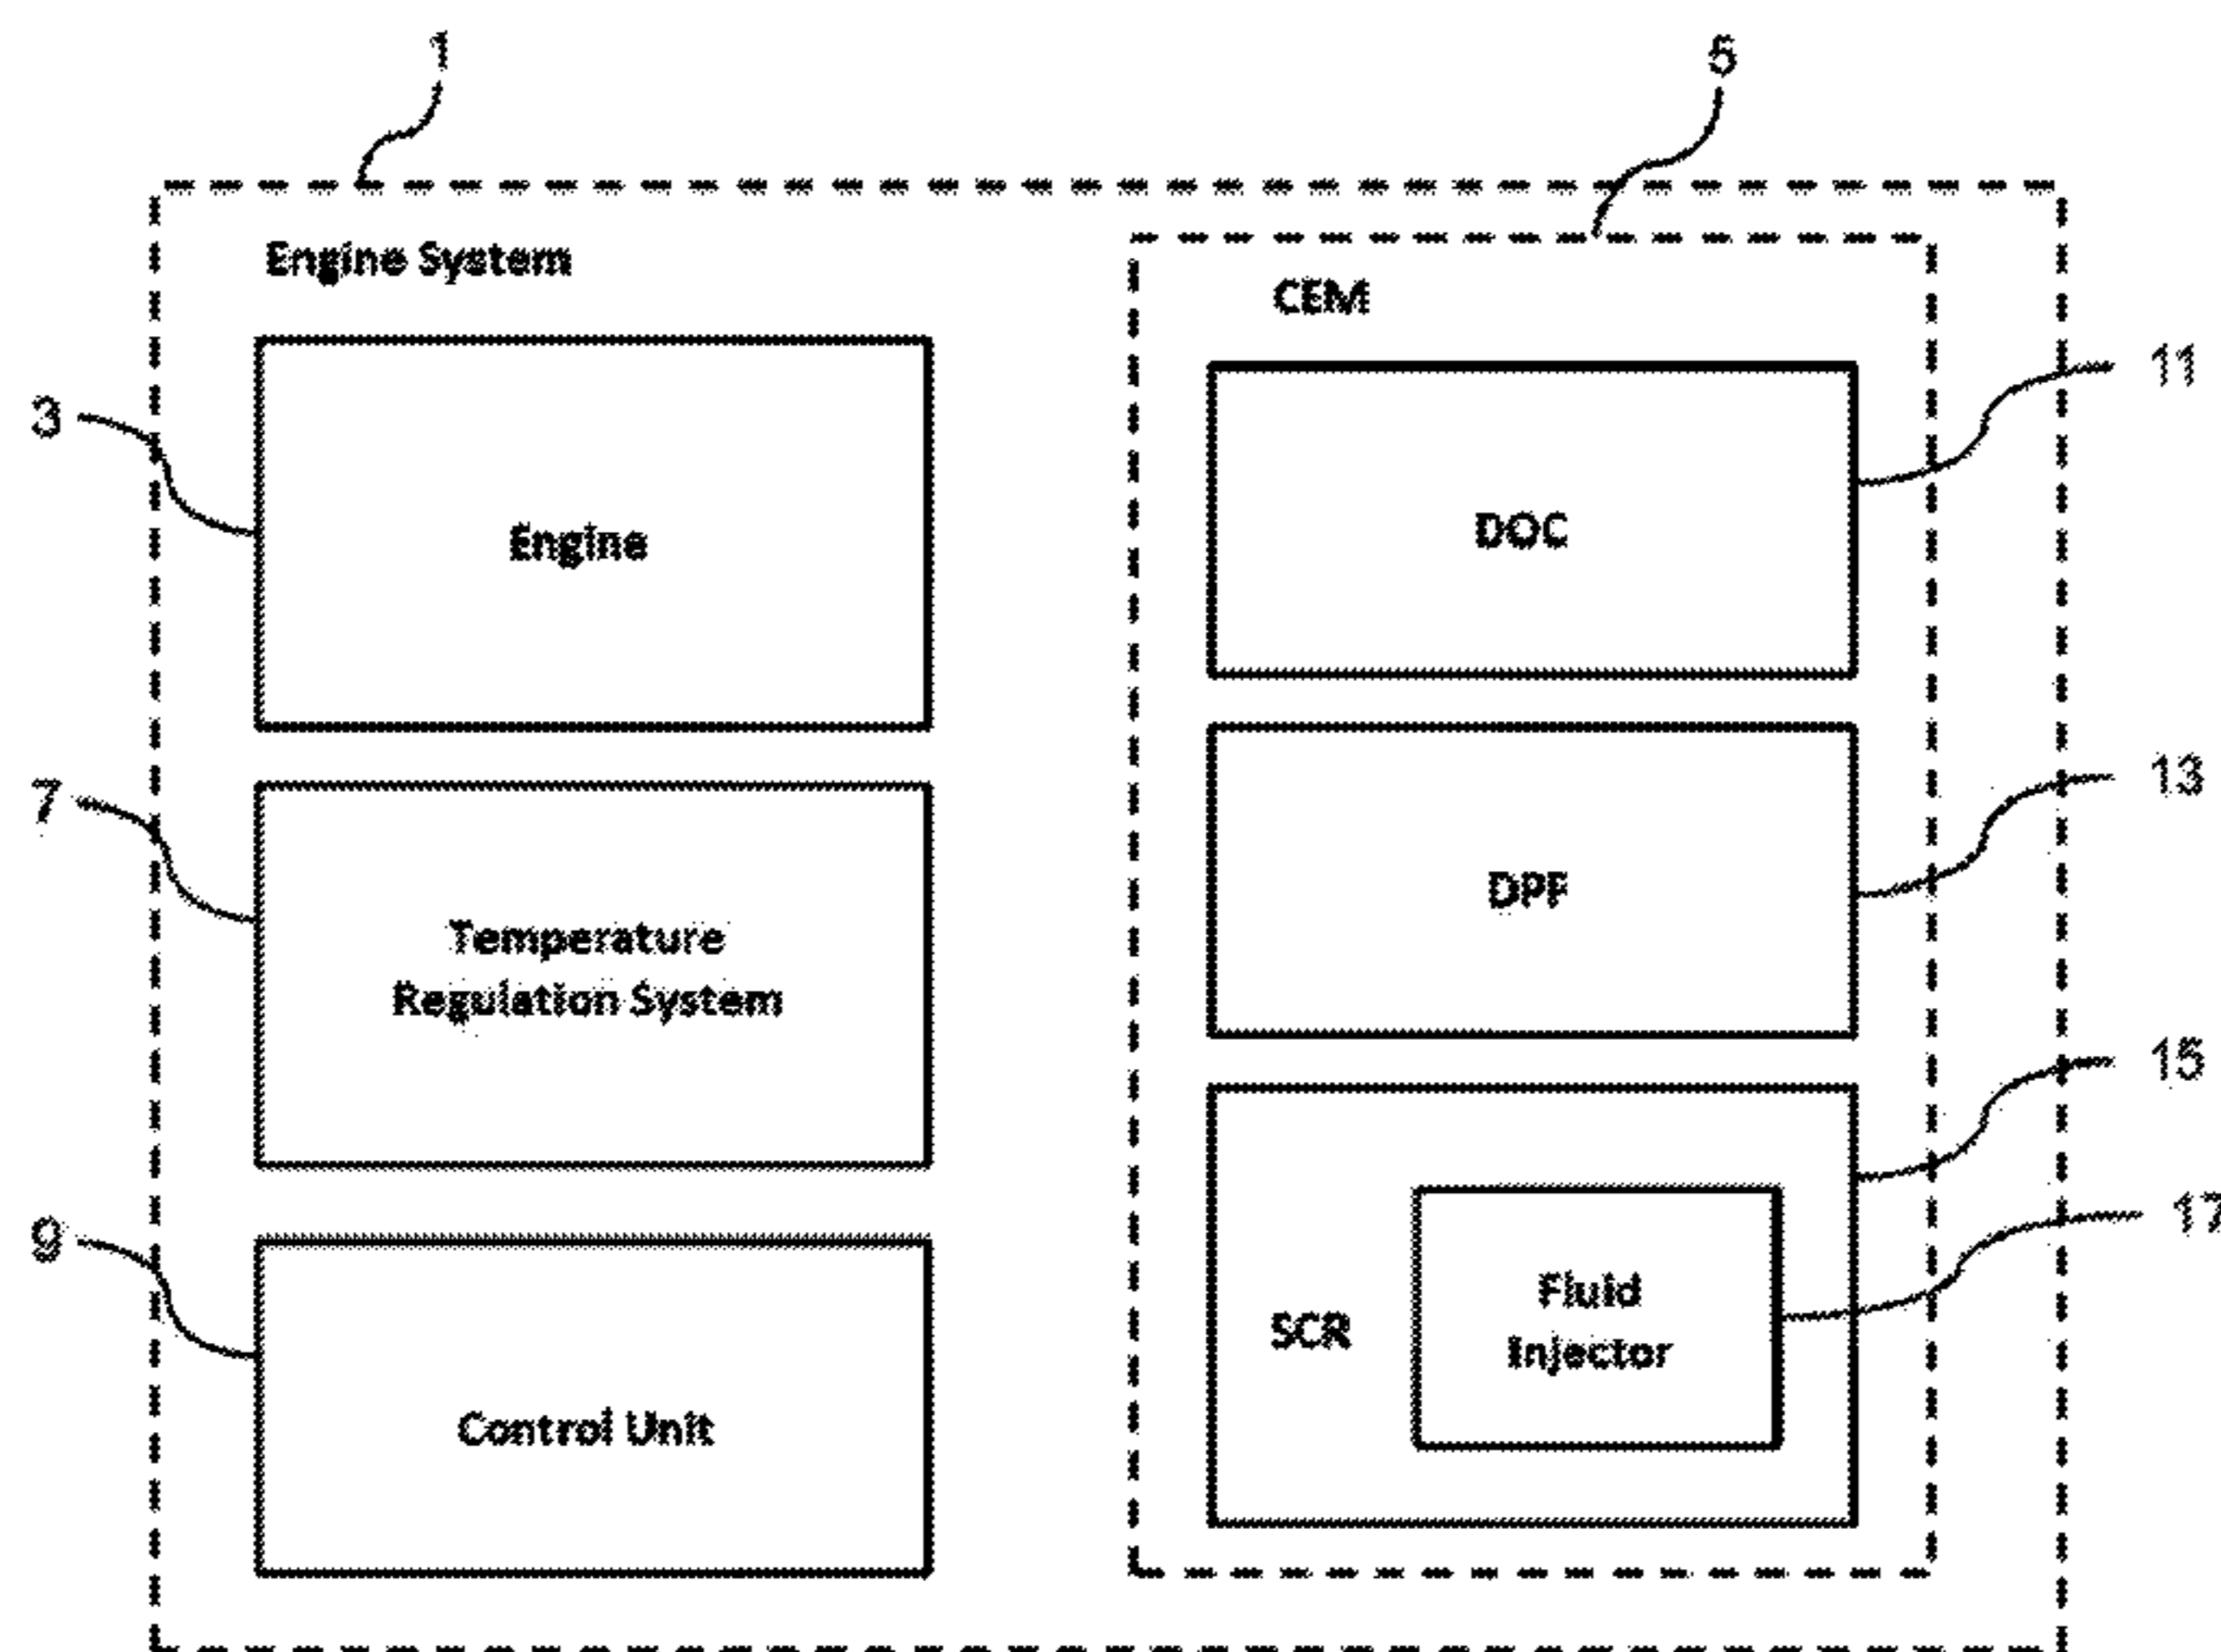 1
5
Engine System
CEM
3
Engine
DOC
11
7
Temperature
Regulation System
DPF
13
9
Control Unit
SCR
Fluid
Injector
15
17